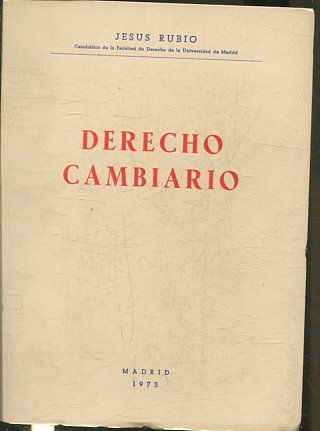 JESUS RUBIO
Catedrático de la Facultad de Derecho de la Universidad de Madrid
DERECHO
CAMBIARIO
MADRID
1973